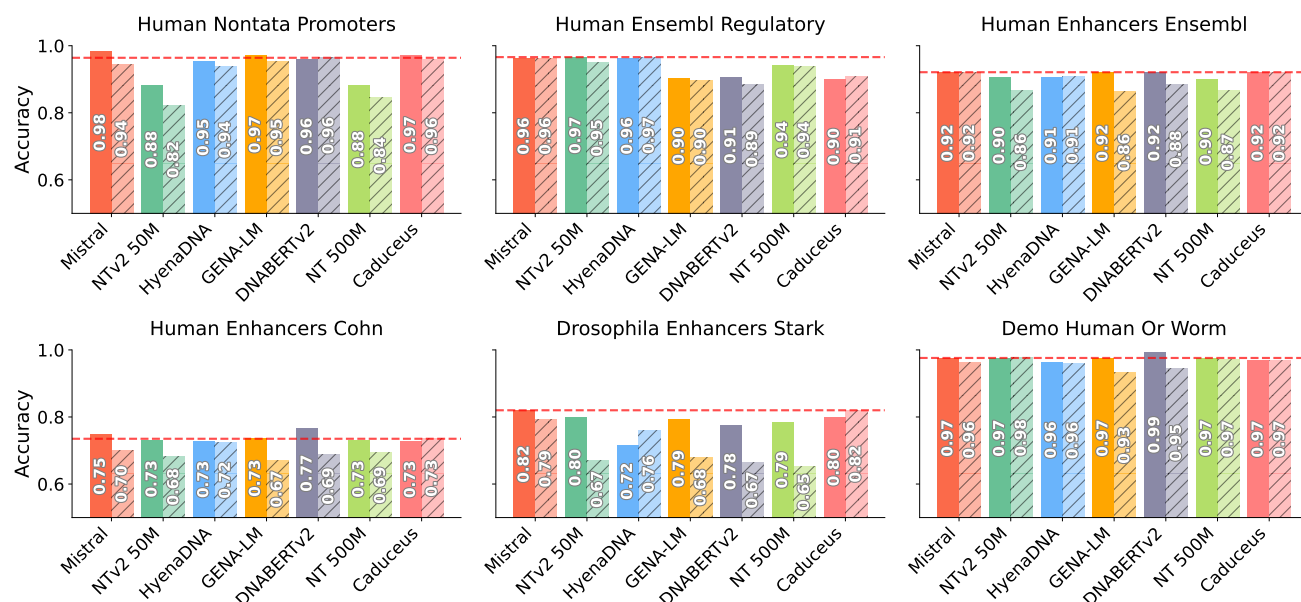 Human Nontata Promoters
Accuracy
1.0
0.8
0.6
0.98
0.94
0.88
0.82
0.95
0.94
0.97
0.95
0.96
0.96
0.88
0.84
0.97
0.96
Mistral
NTv2 50M
HyenaDNA
GENA-LM
DNABERTv2
NT 500M
Caduceus
Human Ensembl Regulatory
0.96
0.96
0.97
0.95
0.96
0.97
0.90
0.90
0.91
0.89
0.94
0.94
0.90
0.91
Mistral
NTv2 50M
HyenaDNA
GENA-LM
DNABERTv2
NT 500M
Caduceus
Human Enhancers Ensembl
0.92
0.92
0.90
0.86
0.91
0.91
0.92
0.86
0.92
0.88
0.90
0.87
0.92
0.92
Mistral
NTv2 50M
HyenaDNA
GENA-LM
DNABERTv2
NT 500M
Caduceus
Human Enhancers Cohn
Accuracy
1.0
0.8
0.6
0.75
0.70
0.73
0.68
0.73
0.72
0.73
0.67
0.77
0.69
0.73
0.69
0.73
0.73
Mistral
NTv2 50M
HyenaDNA
GENA-LM
DNABERTv2
NT 500M
Caduceus
Drosophila Enhancers Stark
0.82
0.79
0.80
0.67
0.72
0.76
0.79
0.68
0.78
0.67
0.79
0.65
0.80
0.82
Mistral
NTv2 50M
HyenaDNA
GENA-LM
DNABERTv2
NT 500M
Caduceus
Demo Human Or Worm
0.97
0.96
0.97
0.98
0.96
0.96
0.97
0.93
0.99
0.95
0.97
0.97
0.97
0.97
Mistral
NTv2 50M
HyenaDNA
GENA-LM
DNABERTv2
NT 500M
Caduceus